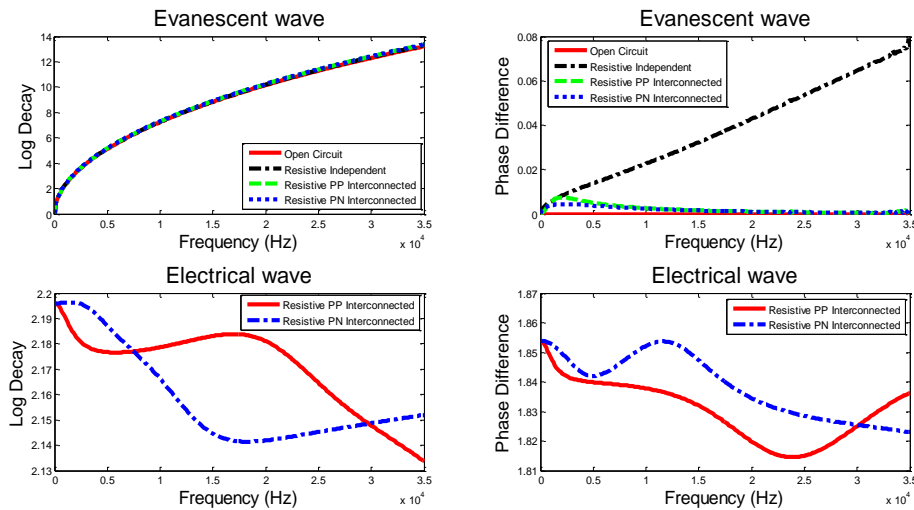 Evanescent wave
Log Decay
14
12
10
8
6
4
2
0
Open Circuit
Resistive Independent
Resistive PP Interconnected
Resistive PN Interconnected
0 0.5 1 1.5 2 2.5 3 3.5
x 10^4
Frequency (Hz)
Evanescent wave
Phase Difference
0.08
0.06
0.04
0.02
0
Open Circuit
Resistive Independent
Resistive PP Interconnected
Resistive PN Interconnected
0 0.5 1 1.5 2 2.5 3 3.5
x 10^4
Frequency (Hz)
Electrical wave
Log Decay
2.2
2.19
2.18
2.15
2.14
2.13
Resistive PP Interconnected
Resistive PN Interconnected
0 0.5 1 1.5 2 2.5 3 3.5
x 10^4
Frequency (Hz)
Electrical wave
Phase Difference
1.87
1.86
1.84
1.83
1.82
1.81
Resistive PP Interconnected
Resistive PN Interconnected
0 0.5 1 1.5 2 2.5 3 3.5
x 10^4
Frequency (Hz)